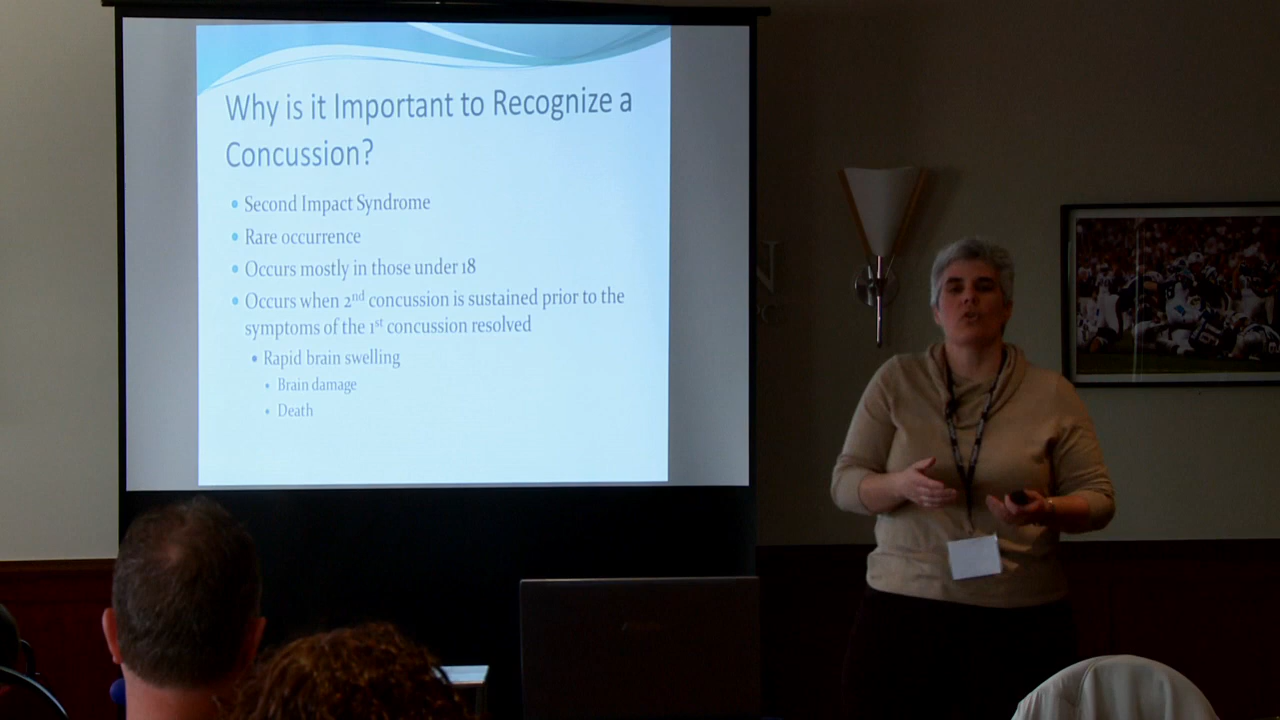 Why is it Important to Recognize a
Concussion?
• Second Impact Syndrome
• Rare occurrence
• Occurs mostly in those under 18
• Occurs when 2nd concussion is sustained prior to the
symptoms of the 1st concussion resolved
• Rapid brain swelling
• Brain damage
• Death
N